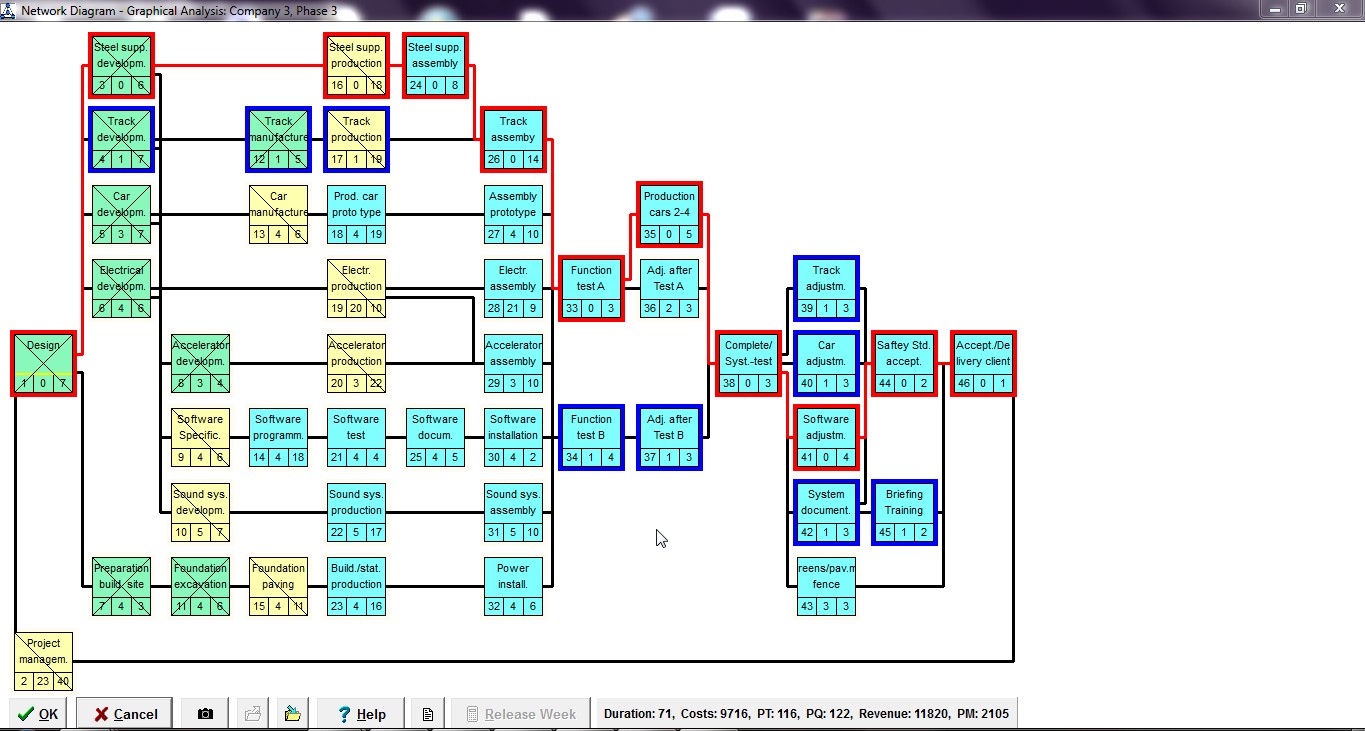 Network Diagram - Graphical Analysis: Company 3, Phase 3
Steel supp.
developm.
3 0 6
Steel supp.
production
16 0 18
Steel supp.
assembly
24 0 8
Track
developm.
4 1 7
Track
manufacture
12 1 5
Track
production
17 1 19
Track
assemby
26 0 14
Car
developm.
5 3 7
Car
manufacture
13 4 6
Prod. car
proto type
18 4 19
Assembly
prototype
27 4 10
Production
cars 2-4
35 0 5
Electrical
developm.
6 4 6
Electr.
production
19 20 10
Electr.
assembly
28 21 9
Function
test A
33 0 3
Adj. after
Test A
36 2 3
Track
adjustm.
39 1 3
Design
1 0 7
Accelerator
developm.
8 3 4
Accelerator
production
20 3 22
Accelerator
assembly
29 3 10
Complete/
Syst.-test
38 0 3
Car
adjustm.
40 1 3
Saftey Std.
accept.
44 0 2
Accept./De
livery client
46 0 1
Software
Specific.
9 4 6
Software
programm.
14 4 18
Software
test
21 4 4
Software
docum.
25 4 5
Software
installation
30 4 2
Function
test B
34 1 4
Adj. after
Test B
37 1 3
Software
adjustm.
41 0 4
Sound sys.
developm.
10 5 7
Sound sys.
production
22 5 17
Sound sys.
assembly
31 5 10
System
document.
42 1 3
Briefing
Training
45 1 2
Preparation
build. site
7 4 3
Foundation
excavation
11 4 6
Foundation
paving
15 4 11
Build./stat.
production
23 4 16
Power
install.
32 4 6
reens/pav.m
fence
43 3 3
Project
managem.
2 23 40
OK
Cancel
Help
Release Week
Duration: 71, Costs: 9716, PT: 116, PQ: 122, Revenue: 11820, PM: 2105